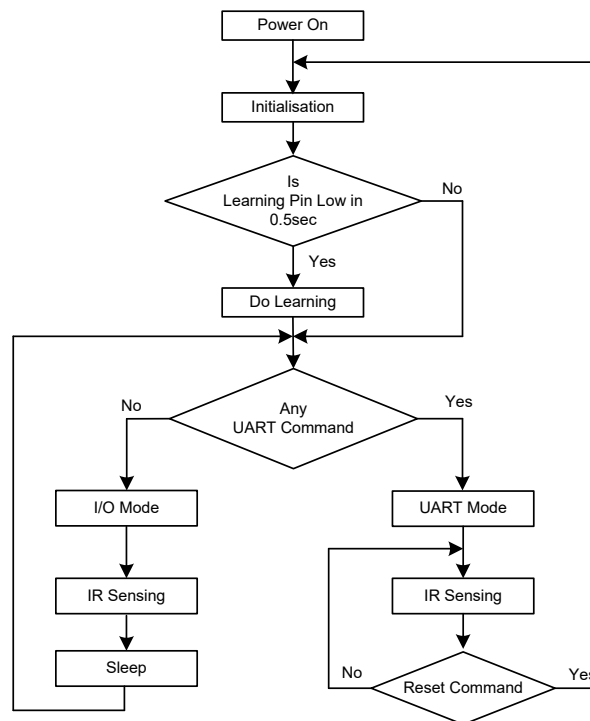 Power On
Initialisation
Is
Learning Pin Low in
0.5sec
No
Yes
Do Learning
No
Any
UART Command
Yes
I/O Mode
UART Mode
IR Sensing
IR Sensing
Sleep
No
Reset Command
Yes